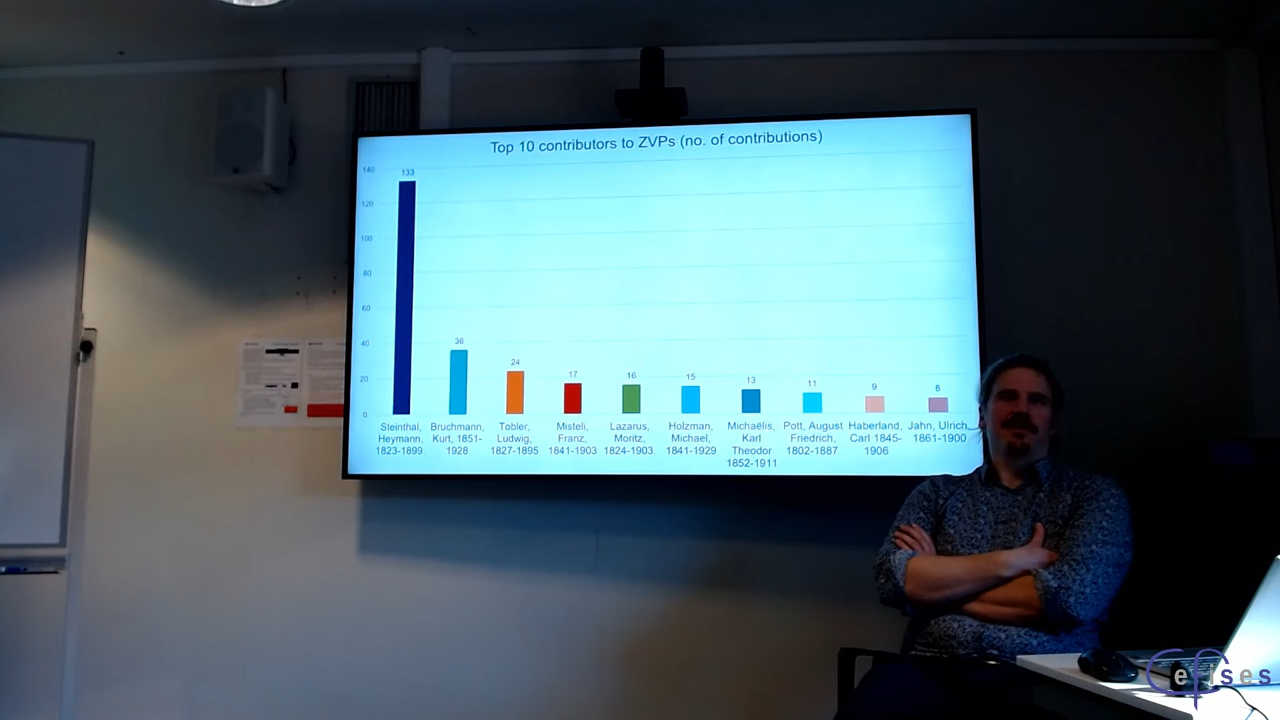 Top 10 contributors to ZVPs (no. of contributions)
140
120
100
80
60
40
20
0
133
36
24
17
16
15
13
11
9
8
Steinthal,
Heymann,
1823-1899.
Bruchmann,
Kurt, 1851-
1928
Tobler,
Ludwig,
1827-1895
Misteli,
Franz,
1841-1903
Lazarus,
Moritz,
1824-1903.
Holzman,
Michael,
1841-1929
Michaëlis,
Karl
Theodor
1852-1911
Pott, August
Friedrich,
1802-1887
Haberland,
Carl 1845-
1906
Jahn, Ulrich,
1861-1900
Cefises